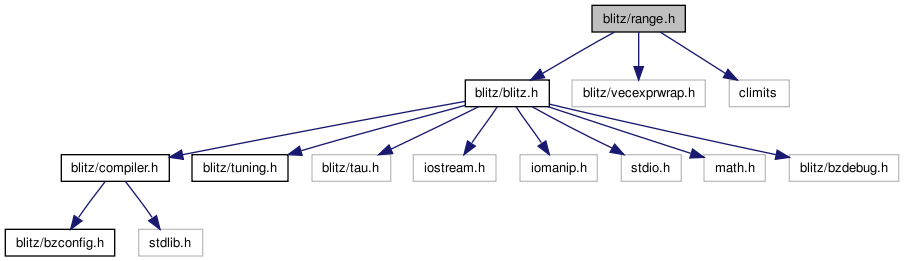 blitz/range.h
blitz/blitz.h
blitz/vecexprwrap.h
climits
blitz/compiler.h
blitz/tuning.h
blitz/tau.h
iostream.h
iomanip.h
stdio.h
math.h
blitz/bzdebug.h
blitz/bzconfig.h
stdlib.h